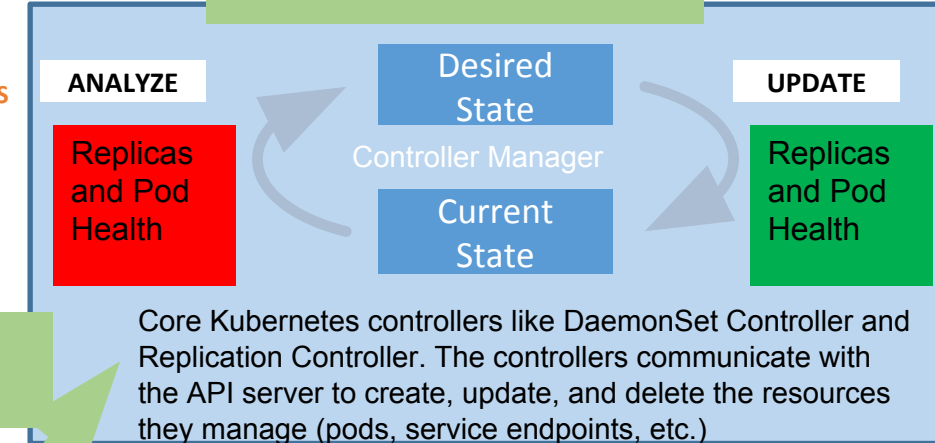 Desired
State
ANALYZE
UPDATE
s
Replicas
and Pod
Health
Controller Manager
Replicas
and Pod
Health
Current
State
Core Kubernetes controllers like DaemonSet Controller and
Replication Controller. The controllers communicate with
the API server to create, update, and delete the resources
they manage (pods, service endpoints, etc.)